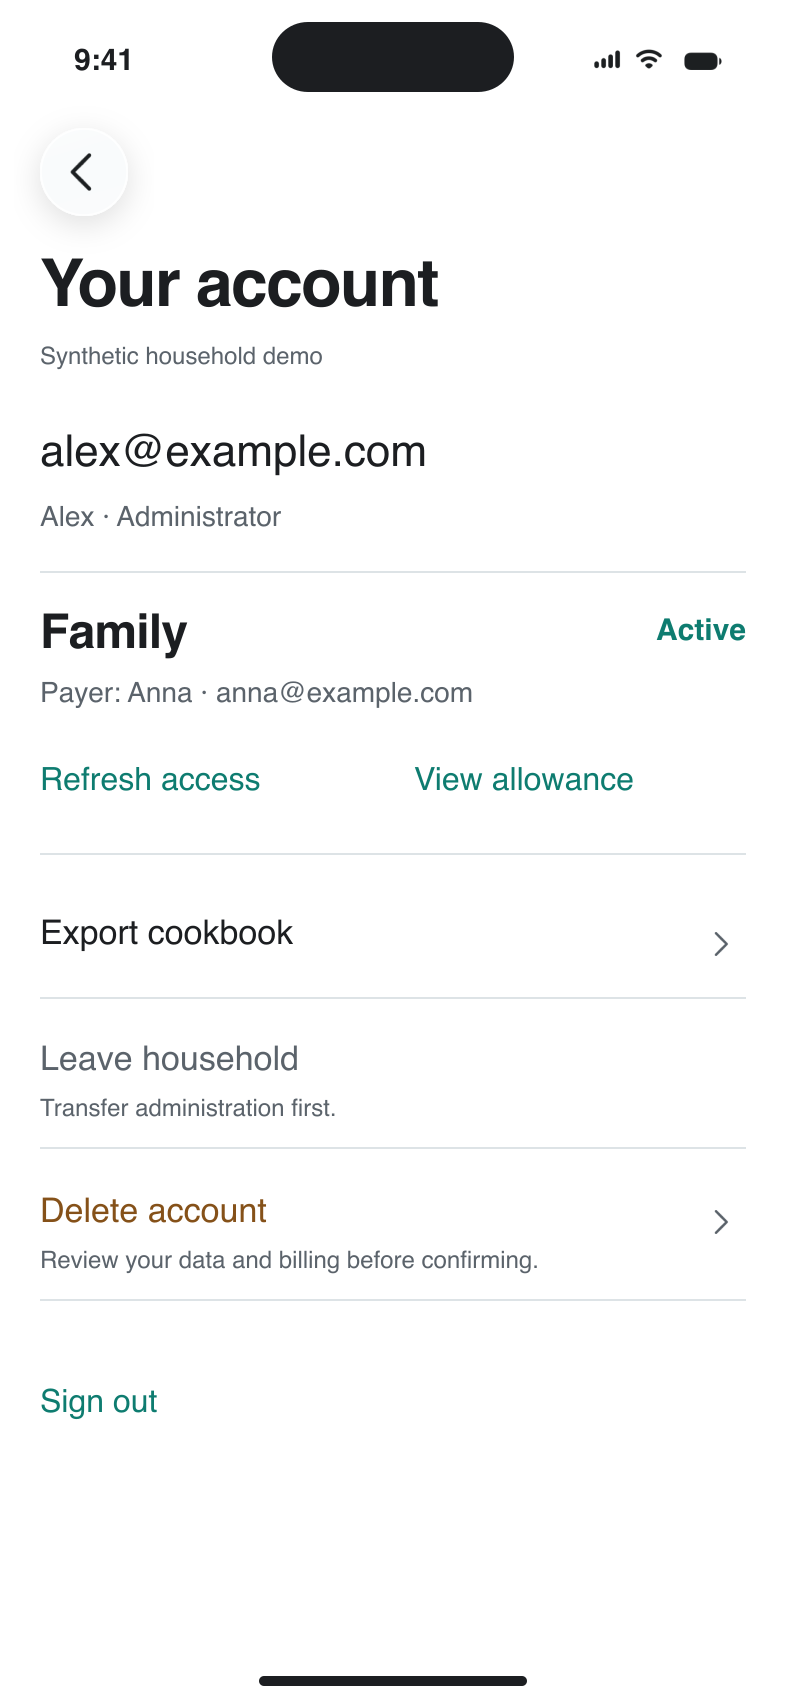 9:41
Your account
Synthetic household demo
alex@example.com
Alex · Administrator
Family
Active
Payer: Anna · anna@example.com
Refresh access
View allowance
Export cookbook
Leave household
Transfer administration first.
Delete account
Review your data and billing before confirming.
Sign out